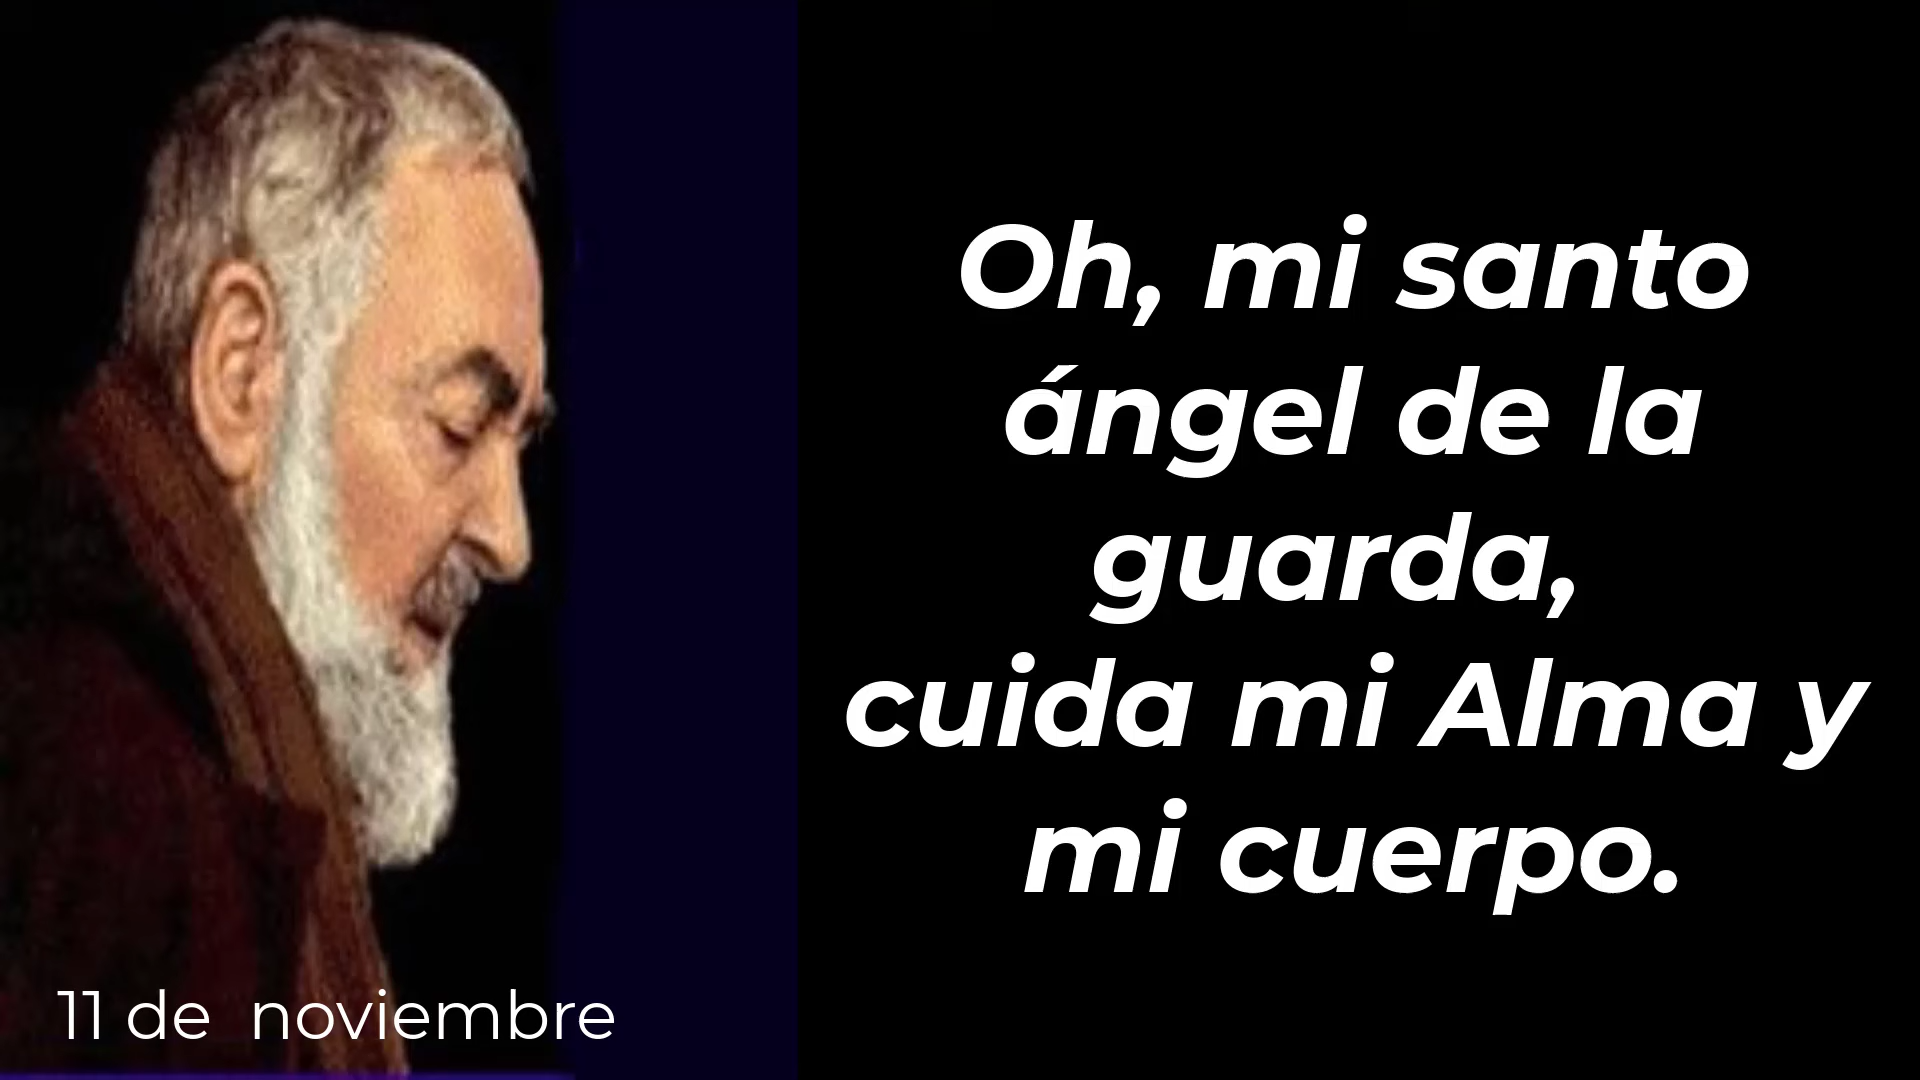 Oh, mi santo
ángel de la
guarda,
cuida mi Alma y
mi cuerpo.
11 de  noviembre